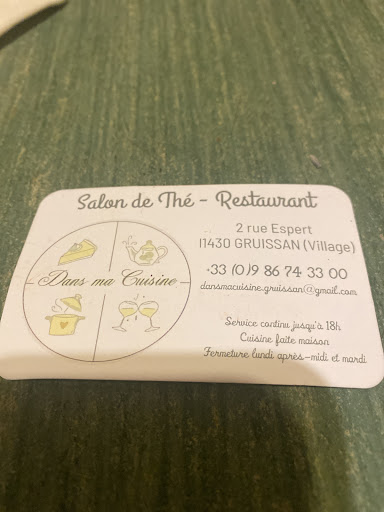 Salon de Thé - Restaurant
Dans ma Cuisine
2 rue Espert
11430 GRUISSAN (Village)
+33 (0)9 86 74 33 00
dansmacuisine.gruissan@gmail.com
Service continu jusqu'à 18h
Cuisine faite maison
Fermeture lundi après-midi et mardi